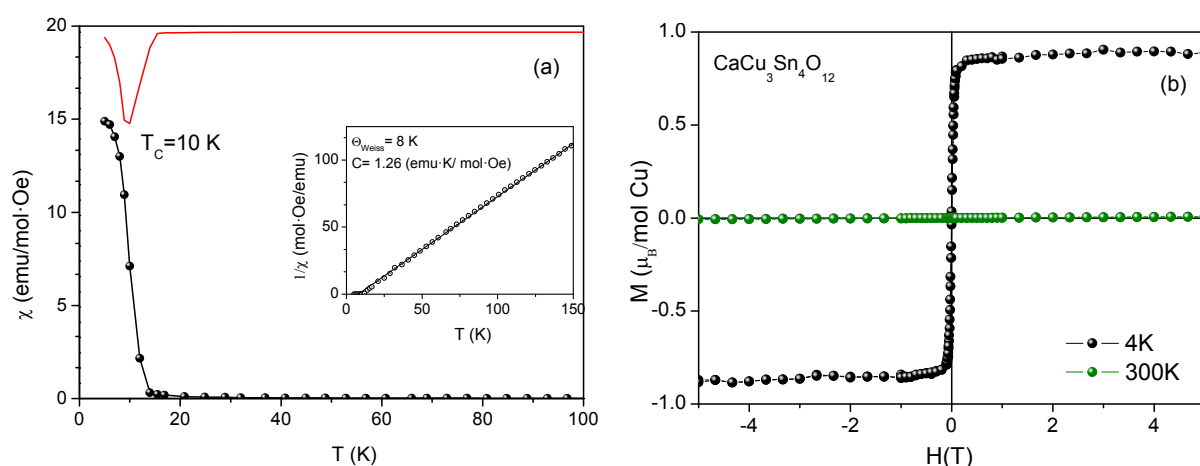 20
15
10
5
0
χ (emu/mol·Oe)
(a)
T_C=10 K
Θ_Weiss= 8 K
C= 1.26 (emu·K/ mol·Oe)
100
50
0
1/χ (mol·Oe/emu)
0 50 100 150
T (K)
0 20 40 60 80 100
T (K)
1.0
0.5
0.0
-0.5
-1.0
M (μ_B/mol Cu)
CaCu₃Sn₄O₁₂
(b)
4K
300K
-4 -2 0 2 4
H(T)